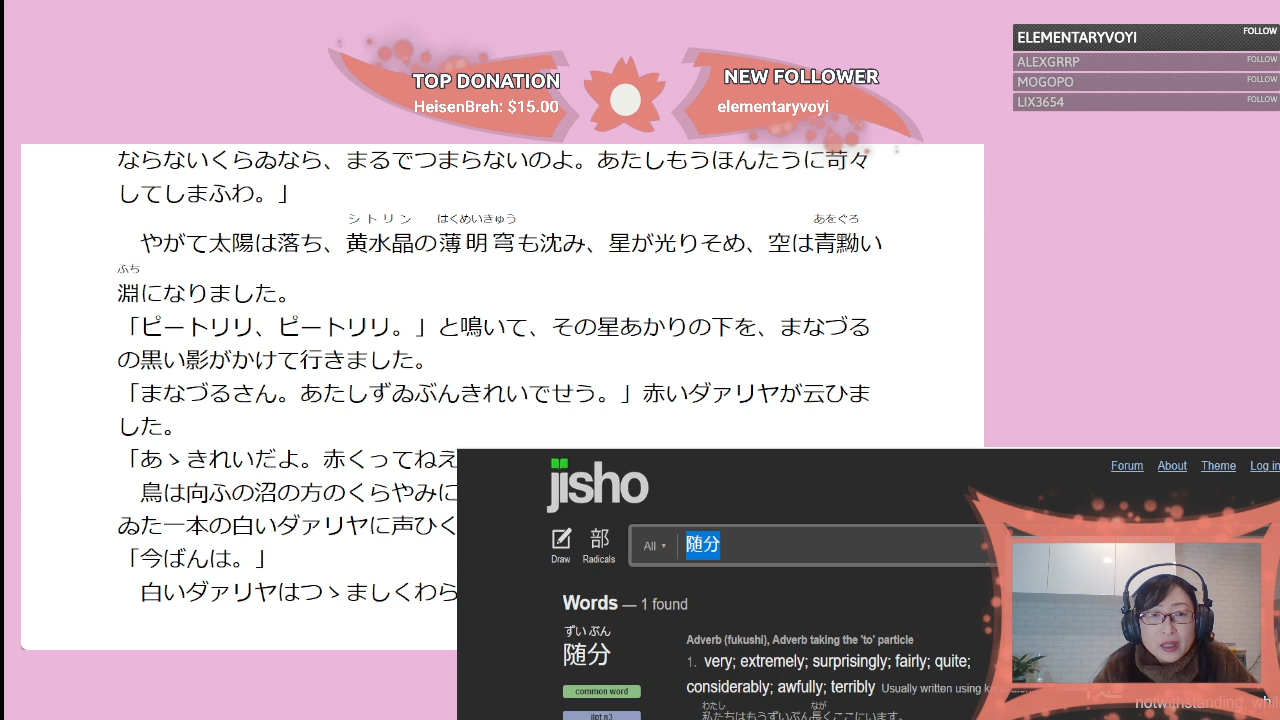 TOP DONATION
HeisenBreh: $15.00
NEW FOLLOWER
elementaryvoyi
ELEMENTARYVOYI FOLLOW
ALEXGRRP FOLLOW
MOGOPO FOLLOW
LIX3654 FOLLOW
ならないくらゐなら、まるでつまらないのよ。あたしもうほんたうに苛々
してしまふわ。」
シトリン はくめいきゅう あをぐろ
やがて太陽は落ち、黄水晶の薄明穹も沈み、星が光りそめ、空は青黝い
ふち
淵になりました。
「ピートリリ、ピートリリ。」と鳴いて、その星あかりの下を、まなづる
の黒い影がかけて行きました。
「まなづるさん。あたしずゐぶんきれいでせう。」赤いダァリヤが云ひま
した。
「あゝきれいだよ。赤くってねえ
鳥は向ふの沼の方のくらやみに
ゐた一本の白いダァリヤに声ひく
「今ばんは。」
白いダァリヤはつゝましくわら
jisho
Forum About Theme Log in
Draw
部 Radicals
All ▾ 随分
Words — 1 found
ずいぶん
随分
common word
jlpt n3
Adverb (fukushi), Adverb taking the 'to' particle
1. very; extremely; surprisingly; fairly; quite;
considerably; awfully; terribly Usually written using k
わたし なが
私たちはもうずいぶん長くここにいます。
notwithstanding, whil